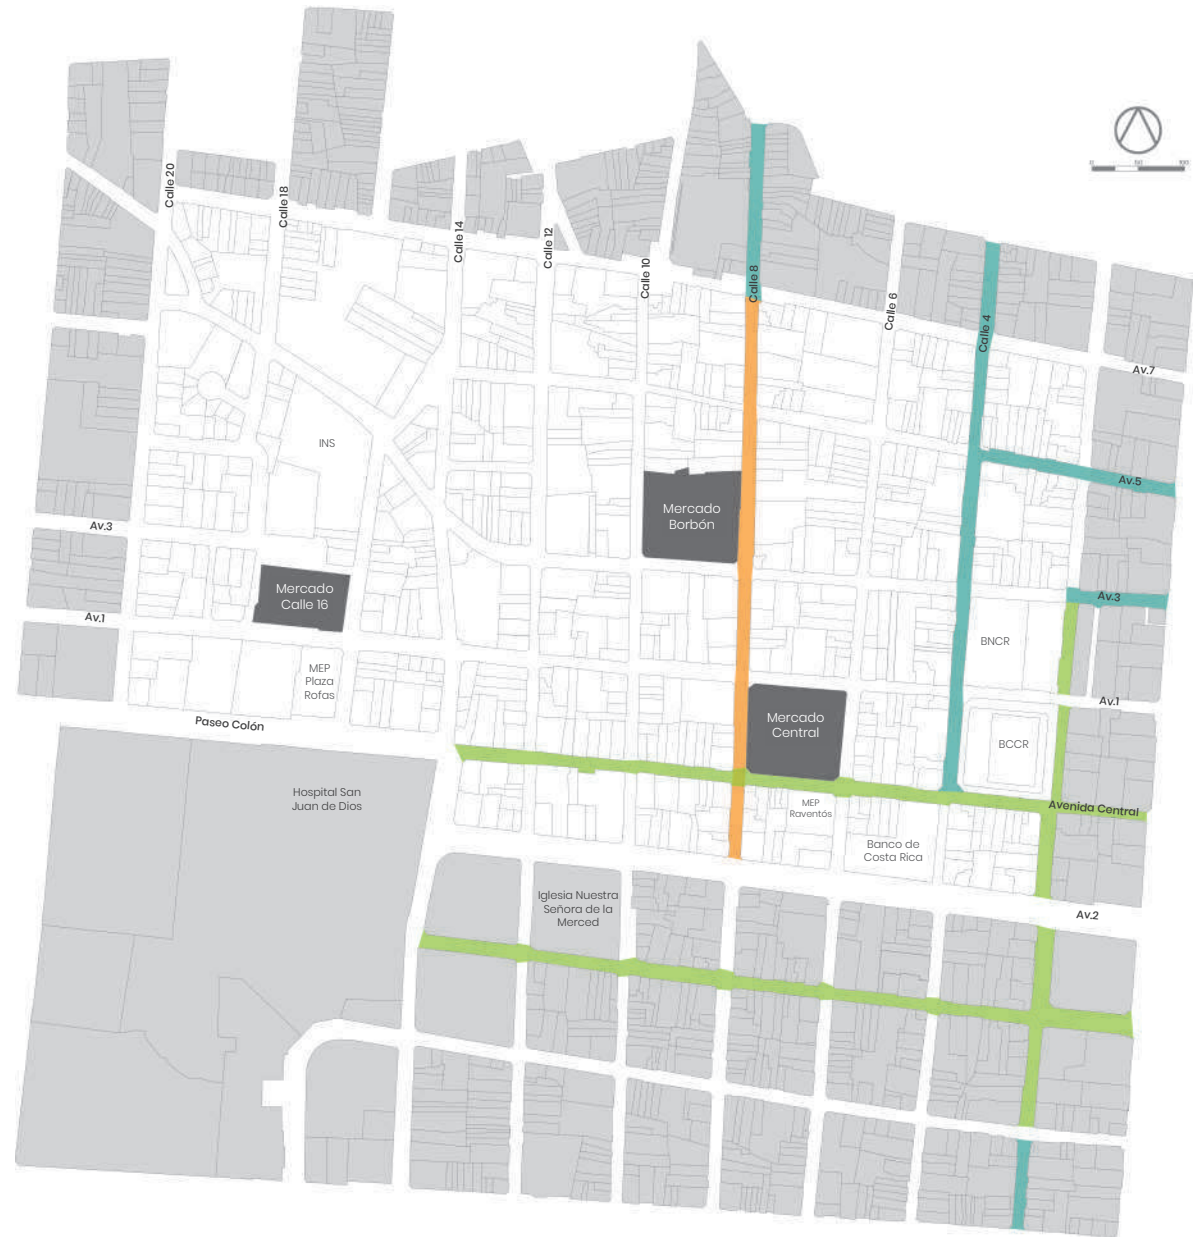 Calle 20
Calle 18
Calle 14
Calle 12
Calle 10
Calle 8
Calle 6
Calle 4
Av.7
INS
Av.5
Mercado
Borbón
Av.3
Mercado
Calle 16
Av.3
Av.1
BNCR
MEP
Plaza
Rofas
Av.1
Paseo Colón
Mercado
Central
BCCR
Hospital San
Juan de Dios
MEP
Raventós
Avenida Central
Banco de
Costa Rica
Iglesia Nuestra
Señora de la
Merced
Av.2